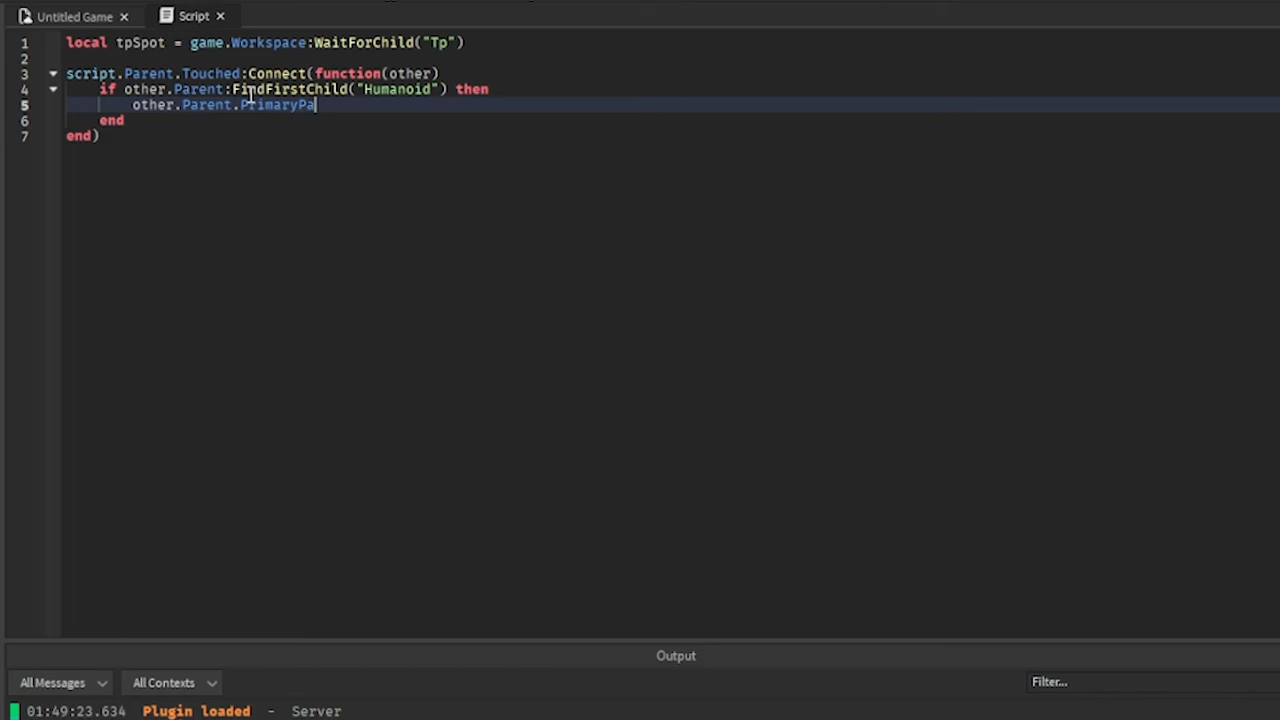 Untitled Game × Script ×
1 local tpSpot = game.Workspace:WaitForChild("Tp")
2
3 script.Parent.Touched:Connect(function(other)
4 if other.Parent:FindFirstChild("Humanoid") then
5 other.Parent.PrimaryPa
6 end
7 end)
Output
All Messages All Contexts Filter...
01:49:23.634 Plugin loaded - Server